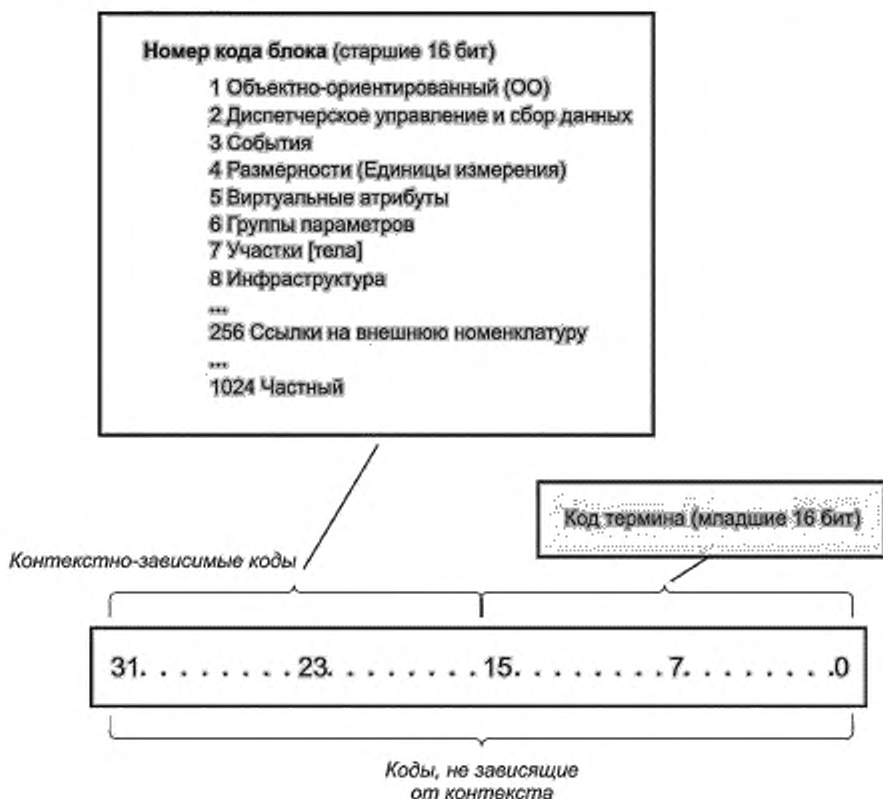 Номер кода блока (старшие 16 бит)
1 Объектно-ориентированный (ОО)
2 Диспетчерское управление и сбор данных
3 События
4 Размерности (Единицы измерения)
5 Виртуальные атрибуты
6 Группы параметров
7 Участки [тела]
8 Инфраструктура
...
256 Ссылки на внешнюю номенклатуру
...
1024 Частный
Код термина (младшие 16 бит)
Контекстно-зависимые коды
31. . . . . . . . 23. . . . . . . . 15. . . . . . . . 7. . . . . . . .0
Коды, не зависящие
от контекста